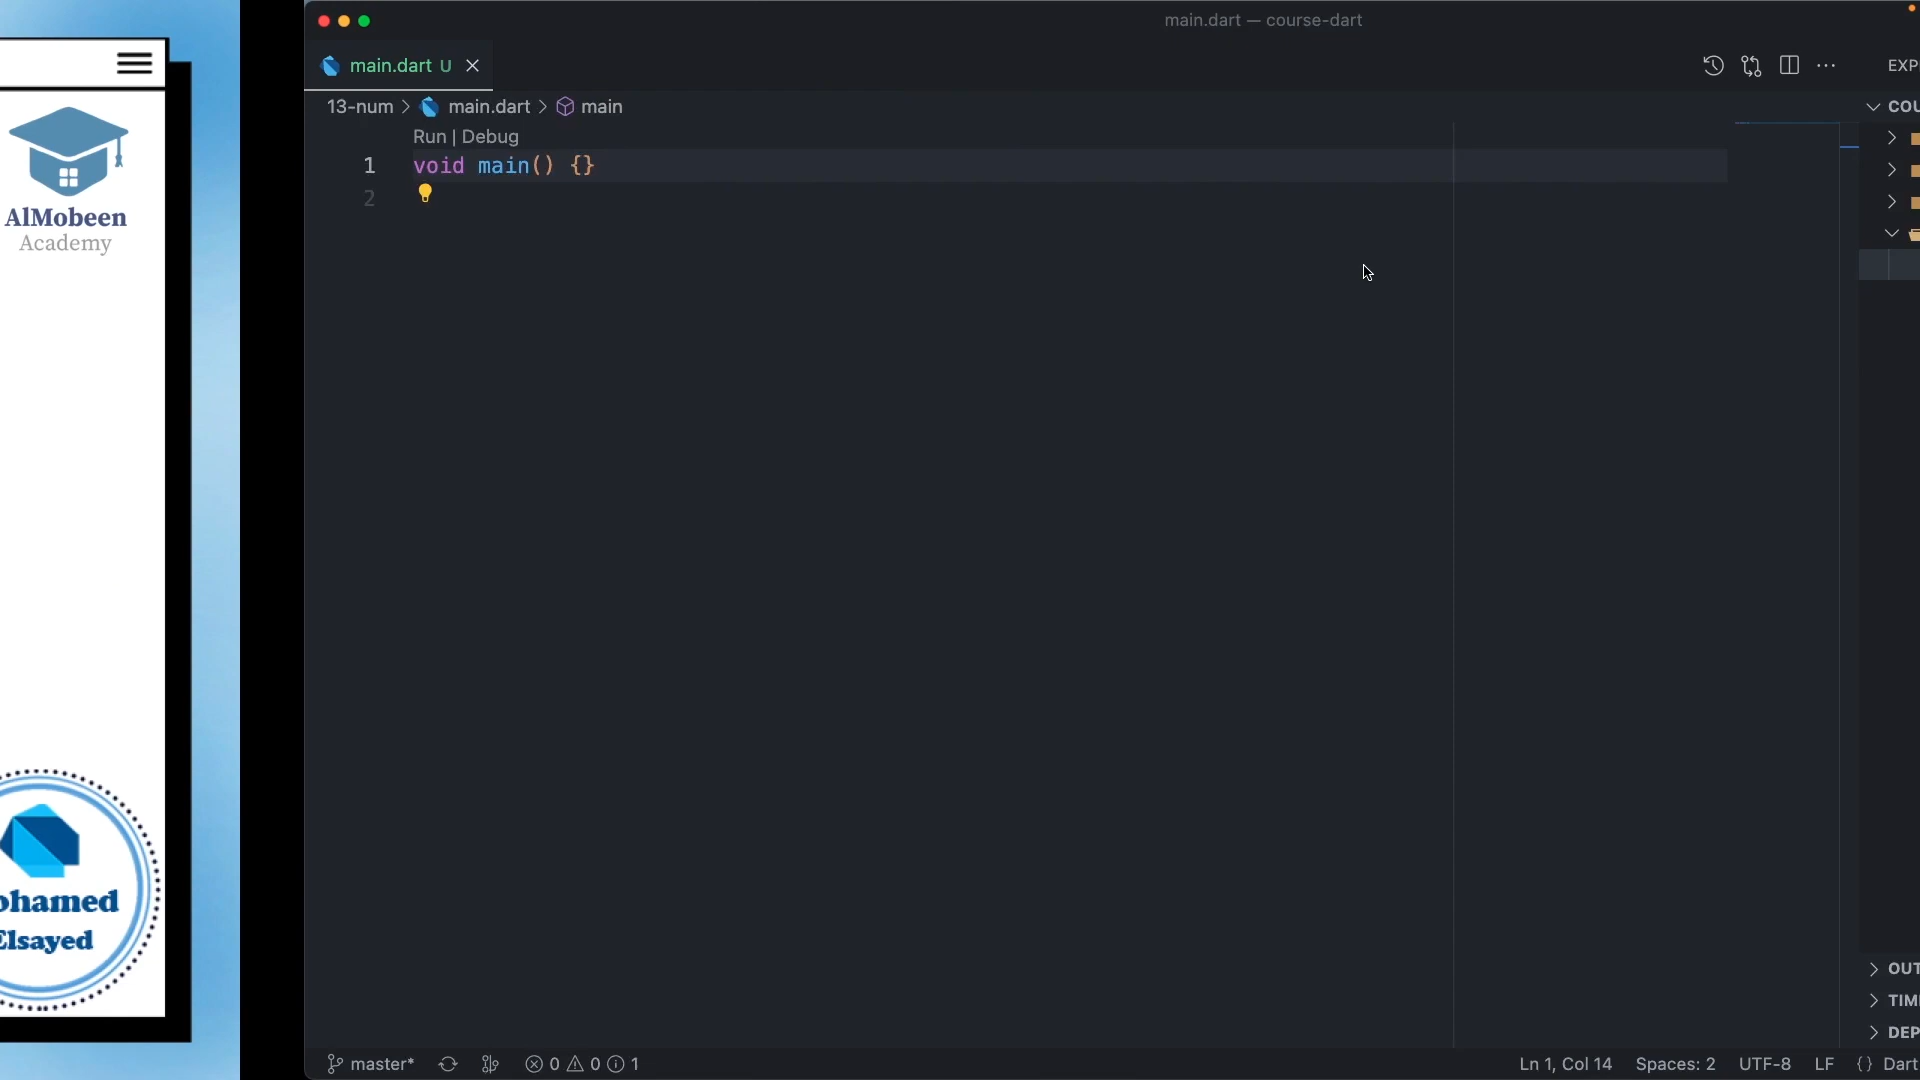 main.dart — course-dart
main.dart U
EXP
13-num > main.dart > main
COU
Run | Debug
1 void main() {}
2
AlMobeen
Academy
ohamed
Elsayed
OUT
TIM
DEP
master* 0 0 1
Ln 1, Col 14 Spaces: 2 UTF-8 LF {} Dart